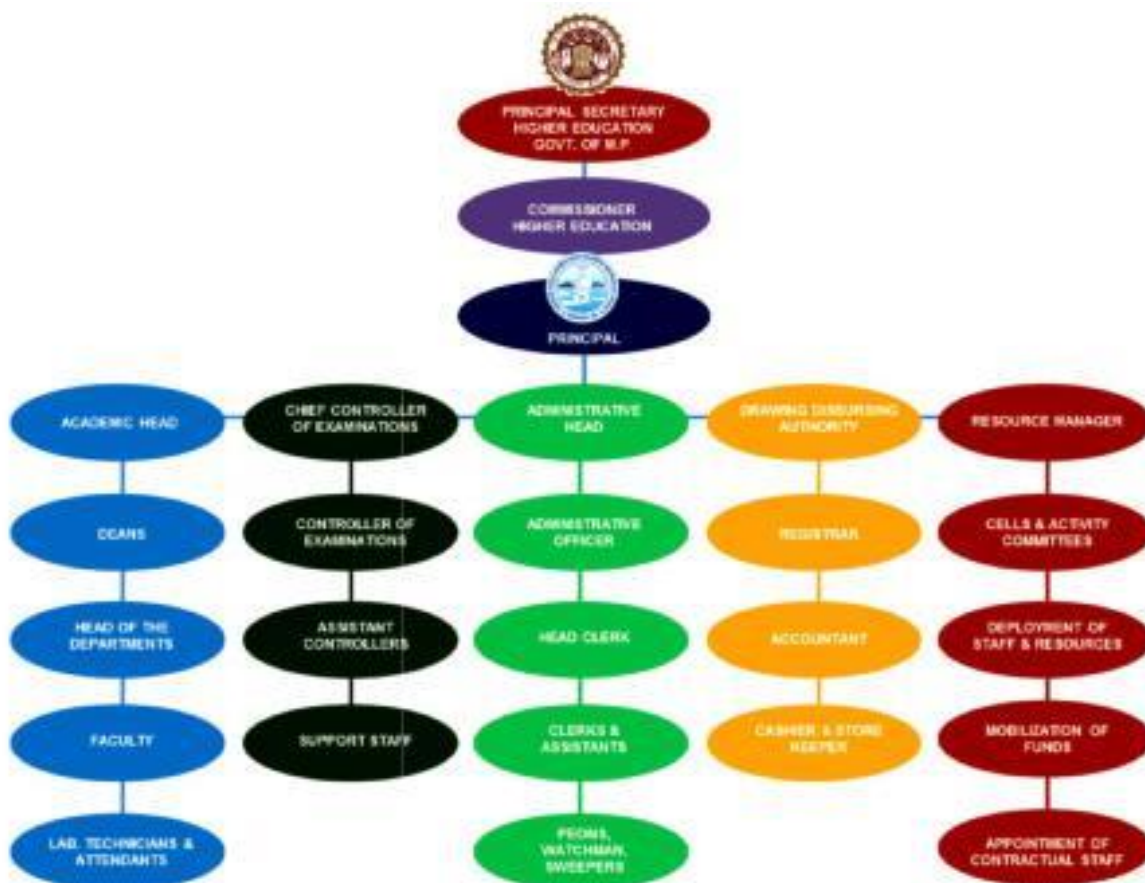 PRINCIPAL SECRETARY
HIGHER EDUCATION
GOVT. OF M.P.
COMMISSIONER
HIGHER EDUCATION
PRINCIPAL
ACADEMIC HEAD
CHIEF CONTROLLER
OF EXAMINATIONS
ADMINISTRATIVE
HEAD
DRAWING DISBURSING
AUTHORITY
RESOURCE MANAGER
DEANS
CONTROLLER OF
EXAMINATIONS
ADMINISTRATIVE
OFFICER
REGISTRAR
CELLS & ACTIVITY
COMMITTEES
HEAD OF THE
DEPARTMENTS
ASSISTANT
CONTROLLERS
HEAD CLERK
ACCOUNTANT
DEPLOYMENT OF
STAFF & RESOURCES
FACULTY
SUPPORT STAFF
CLERKS &
ASSISTANTS
CASHIER & STORE
KEEPER
MOBILIZATION OF
FUNDS
LAB. TECHNICIANS &
ATTENDANTS
PEONS,
WATCHMAN,
SWEEPERS
APPOINTMENT OF
CONTRACTUAL STAFF